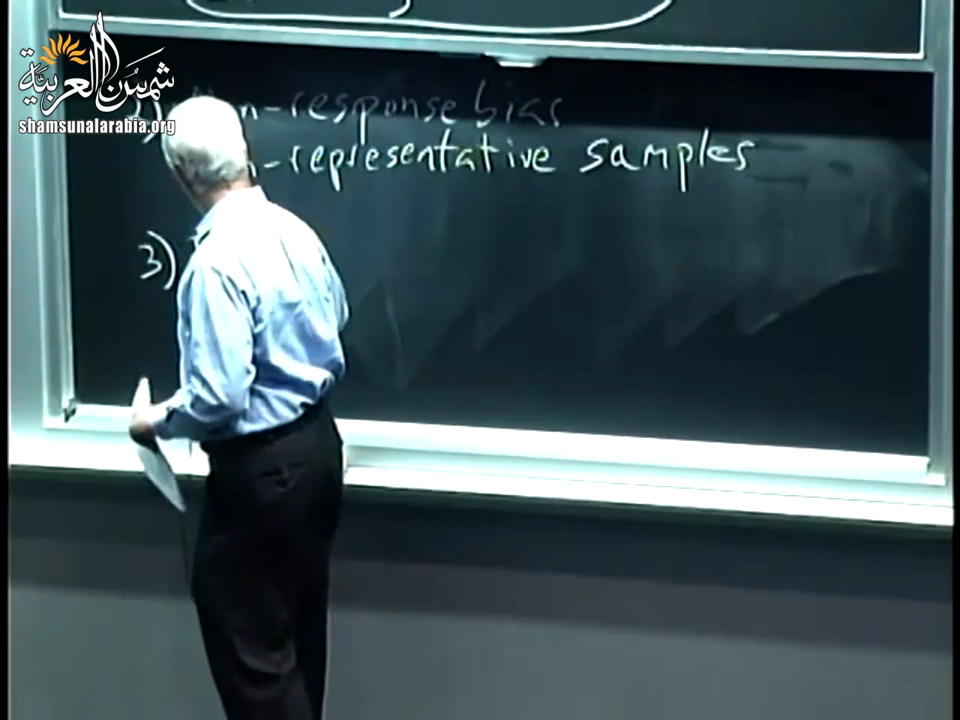 شمس العربية
shamsunalarabia.org
n-response bias
n-representative samples
3)